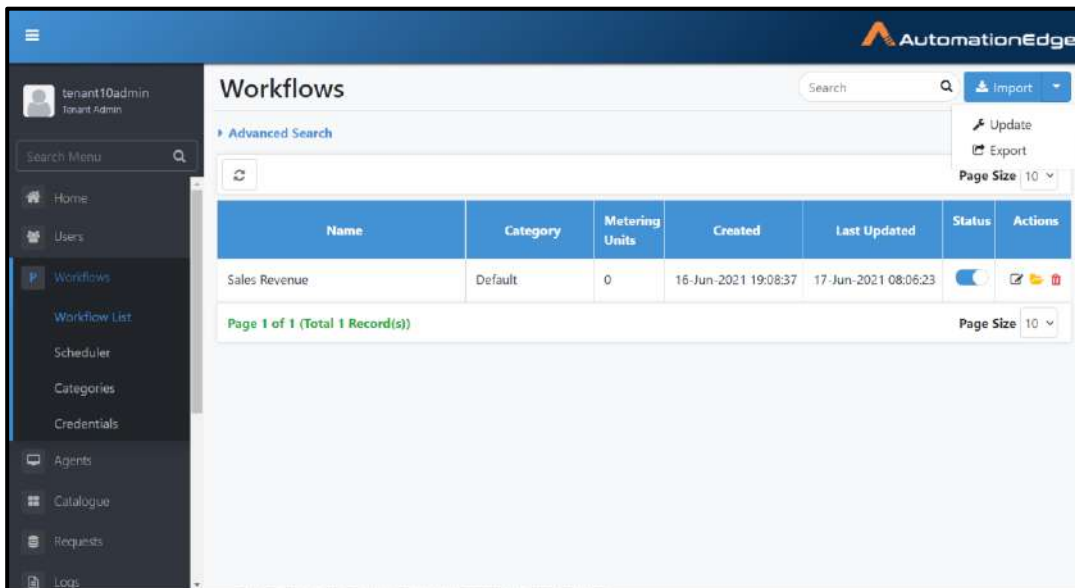 AutomationEdge
tenant10admin
Tenant Admin
Search Menu
Home
Users
P Workflows
Workflow List
Scheduler
Categories
Credentials
Agents
Catalogue
Requests
Logs
Workflows
Search
Import
Update
Export
Advanced Search
Page Size 10
Name Category Metering Units Created Last Updated Status Actions
Sales Revenue Default 0 16-Jun-2021 19:08:37 17-Jun-2021 08:06:23
Page 1 of 1 (Total 1 Record(s))
Page Size 10